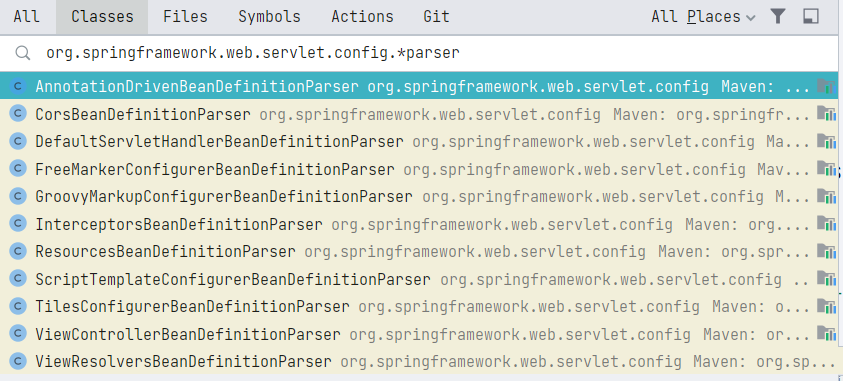 All Classes Files Symbols Actions Git All Places
org.springframework.web.servlet.config.*parser
C AnnotationDrivenBeanDefinitionParser org.springframework.web.servlet.config Maven: ...
C CorsBeanDefinitionParser org.springframework.web.servlet.config Maven: org.springfr...
C DefaultServletHandlerBeanDefinitionParser org.springframework.web.servlet.config Ma...
C FreeMarkerConfigurerBeanDefinitionParser org.springframework.web.servlet.config Mav...
C GroovyMarkupConfigurerBeanDefinitionParser org.springframework.web.servlet.config M...
C InterceptorsBeanDefinitionParser org.springframework.web.servlet.config Maven: org....
C ResourcesBeanDefinitionParser org.springframework.web.servlet.config Maven: org.spr...
C ScriptTemplateConfigurerBeanDefinitionParser org.springframework.web.servlet.config ..
C TilesConfigurerBeanDefinitionParser org.springframework.web.servlet.config Maven: o...
C ViewControllerBeanDefinitionParser org.springframework.web.servlet.config Maven: or...
C ViewResolversBeanDefinitionParser org.springframework.web.servlet.config Maven: org.sp...